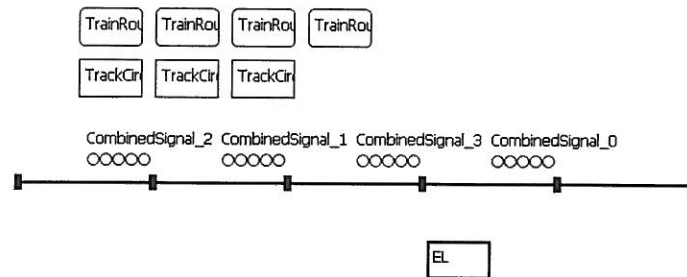 TrainRou TrainRou TrainRou TrainRou
TrackCir TrackCir TrackCir
CombinedSignal_2 CombinedSignal_1 CombinedSignal_3 CombinedSignal_0
EL